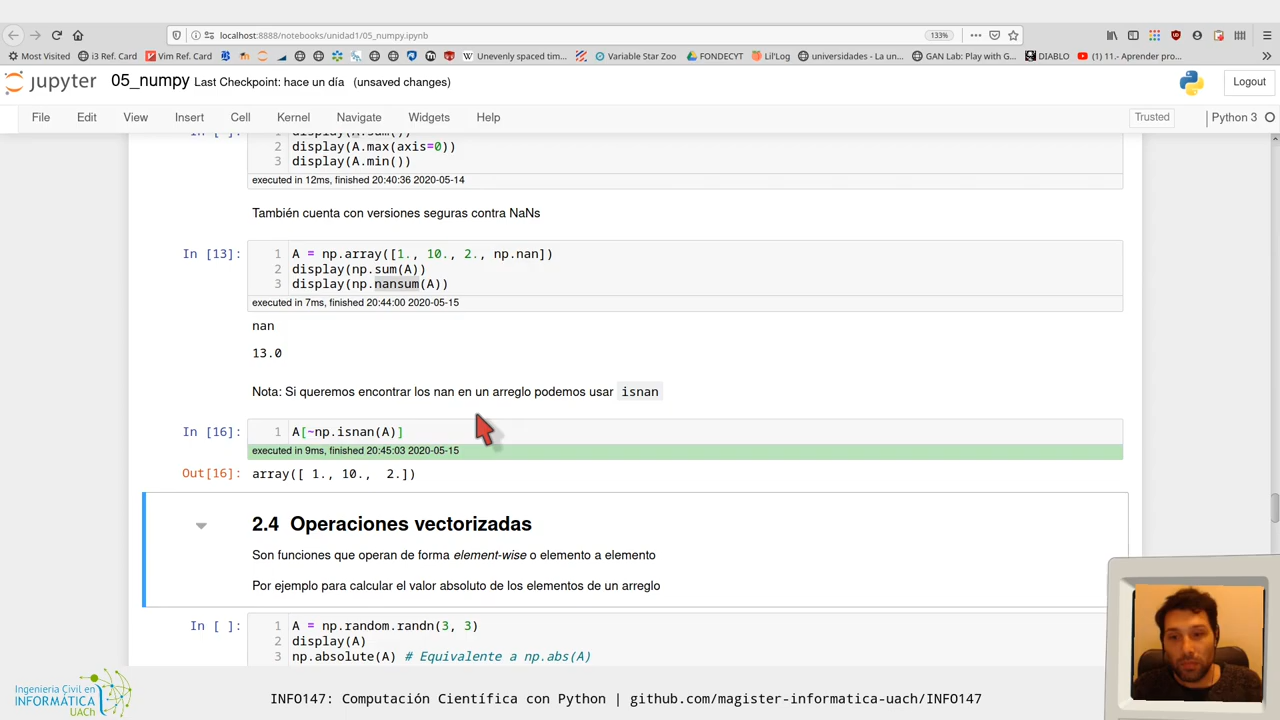 localhost:8888/notebooks/unidad1/05_numpy.ipynb
133%
Most Visited i3 Ref. Card Vim Ref. Card Unevenly spaced tim... Variable Star Zoo FONDECYT Lil'Log universidades - Wiki... GAN Lab: Play with G... DIABLO (1) 11.- Aprender pro...
jupyter 05_numpy Last Checkpoint: hace un día (unsaved changes) Logout
File Edit View Insert Cell Kernel Navigate Widgets Help Trusted Python 3
In [ ]: display(A.sum())
2 display(A.max(axis=0))
3 display(A.min())
executed in 12ms, finished 20:40:36 2020-05-14
También cuenta con versiones seguras contra NaNs
In [13]: 1 A = np.array([1., 10., 2., np.nan])
2 display(np.sum(A))
3 display(np.nansum(A))
executed in 7ms, finished 20:44:00 2020-05-15
nan
13.0
Nota: Si queremos encontrar los nan en un arreglo podemos usar isnan
In [16]: 1 A[~np.isnan(A)]
executed in 9ms, finished 20:45:03 2020-05-15
Out[16]: array([ 1., 10., 2.])
2.4 Operaciones vectorizadas
Son funciones que operan de forma element-wise o elemento a elemento
Por ejemplo para calcular el valor absoluto de los elementos de un arreglo
In [ ]: 1 A = np.random.randn(3, 3)
2 display(A)
3 np.absolute(A) # Equivalente a np.abs(A)
Ingeniería Civil en
INFORMÁTICA
UACh
INFO147: Computación Científica con Python | github.com/magister-informatica-uach/INFO147